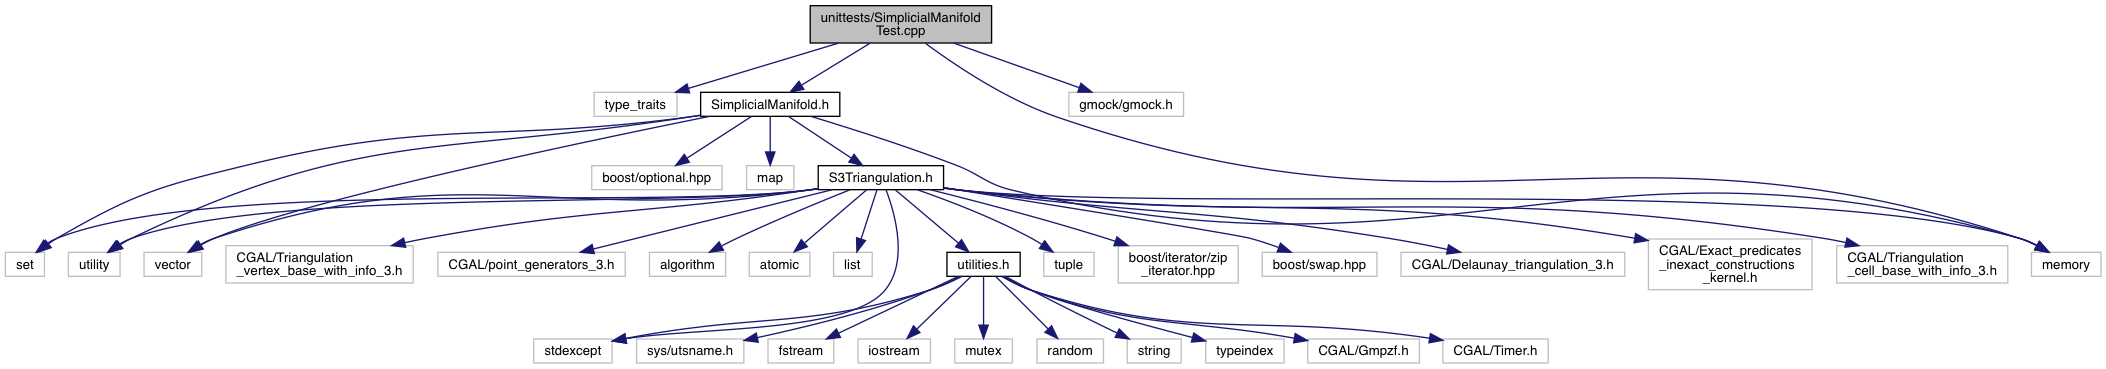 unittests/SimplicialManifold
Test.cpp
type_traits
SimplicialManifold.h
gmock/gmock.h
boost/optional.hpp
map
S3Triangulation.h
set
utility
vector
CGAL/Triangulation
_vertex_base_with_info_3.h
CGAL/point_generators_3.h
algorithm
atomic
list
utilities.h
tuple
boost/iterator/zip
_iterator.hpp
boost/swap.hpp
CGAL/Delaunay_triangulation_3.h
CGAL/Exact_predicates
_inexact_constructions
_kernel.h
CGAL/Triangulation
_cell_base_with_info_3.h
memory
stdexcept
sys/utsname.h
fstream
iostream
mutex
random
string
typeindex
CGAL/Gmpzf.h
CGAL/Timer.h